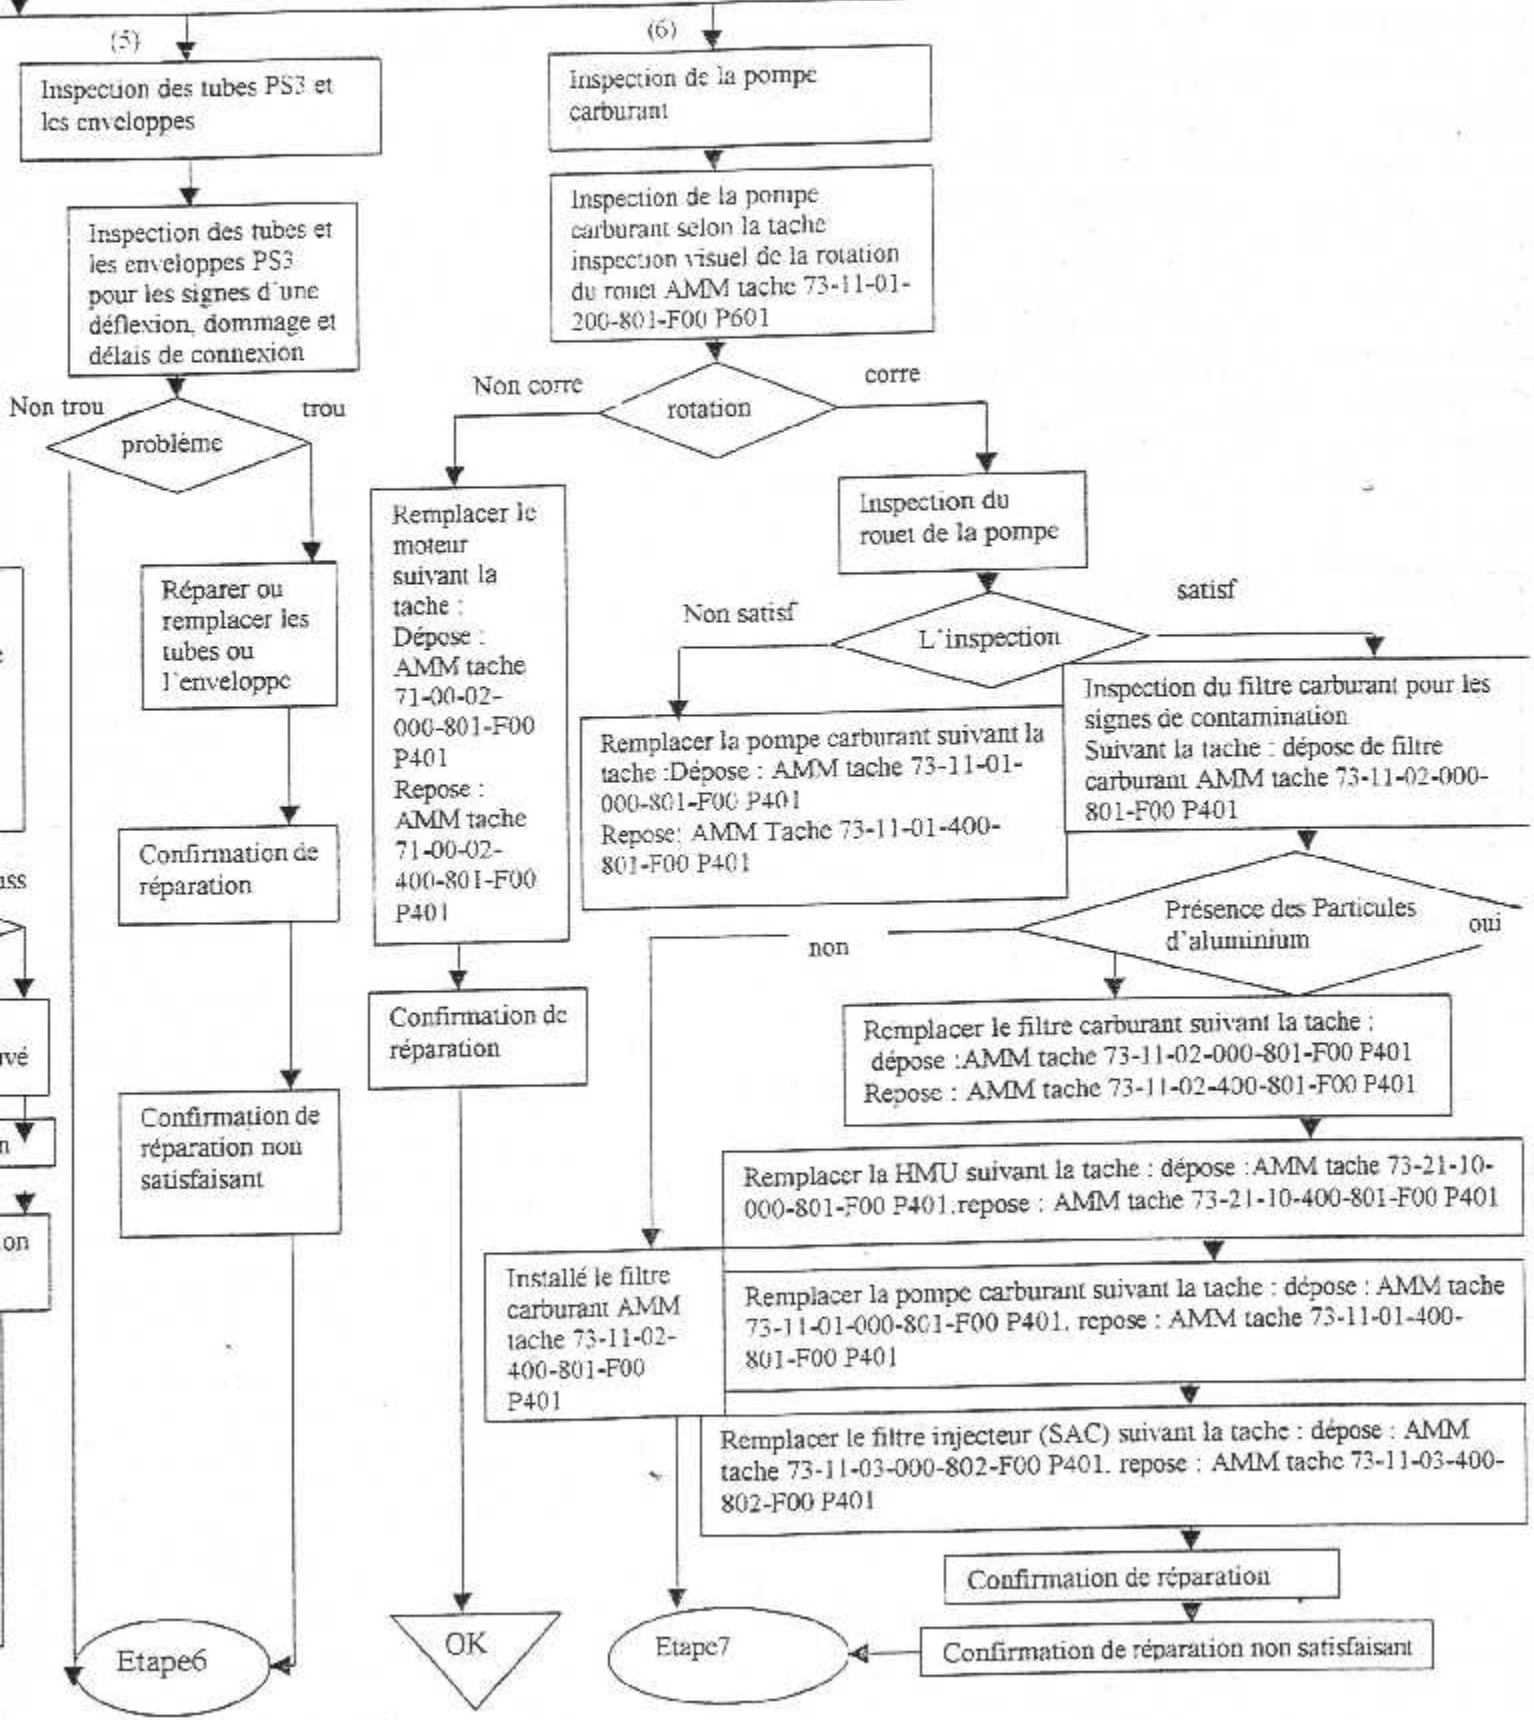 (5)
Inspection des tubes PS3 et
les enveloppes
Inspection des tubes et
les enveloppes PS3
pour les signes d'une
déflexion, dommage et
délais de connexion
Non trou
trou
probléme
Réparer ou
remplacer les
tubes ou
l'enveloppe
Confirmation de
réparation
Confirmation de
réparation non
satisfaisant
Etape6
(6)
Inspection de la pompe
carburant
Inspection de la pompe
carburant selon la tache
inspection visuel de la rotation
du rouet AMM tache 73-11-01-
200-801-F00 P601
Non corre
corre
rotation
Remplacer le
moteur
suivant la
tache :
Dépose :
AMM tache
71-00-02-
000-801-F00
P401
Repose :
AMM tache
71-00-02-
400-801-F00
P401
Confirmation de
réparation
OK
Inspection du
rouet de la pompe
Non satisf
satisf
L'inspection
Remplacer la pompe carburant suivant la
tache :Dépose : AMM tache 73-11-01-
000-801-F00 P401
Repose: AMM Tache 73-11-01-400-
801-F00 P401
Inspection du filtre carburant pour les
signes de contamination
Suivant la tache : dépose de filtre
carburant AMM tache 73-11-02-000-
801-F00 P401
Présence des Particules
d'aluminium
oui
non
Remplacer le filtre carburant suivant la tache :
dépose :AMM tache 73-11-02-000-801-F00 P401
Repose : AMM tache 73-11-02-400-801-F00 P401
Remplacer la HMU suivant la tache : dépose :AMM tache 73-21-10-
000-801-F00 P401.repose : AMM tache 73-21-10-400-801-F00 P401
Installé le filtre
carburant AMM
tache 73-11-02-
400-801-F00
P401
Remplacer la pompe carburant suivant la tache : dépose : AMM tache
73-11-01-000-801-F00 P401. repose : AMM tache 73-11-01-400-
801-F00 P401
Remplacer le filtre injecteur (SAC) suivant la tache : dépose : AMM
tache 73-11-03-000-802-F00 P401. repose : AMM tache 73-11-03-400-
802-F00 P401
Confirmation de réparation
Confirmation de réparation non satisfaisant
Etape7